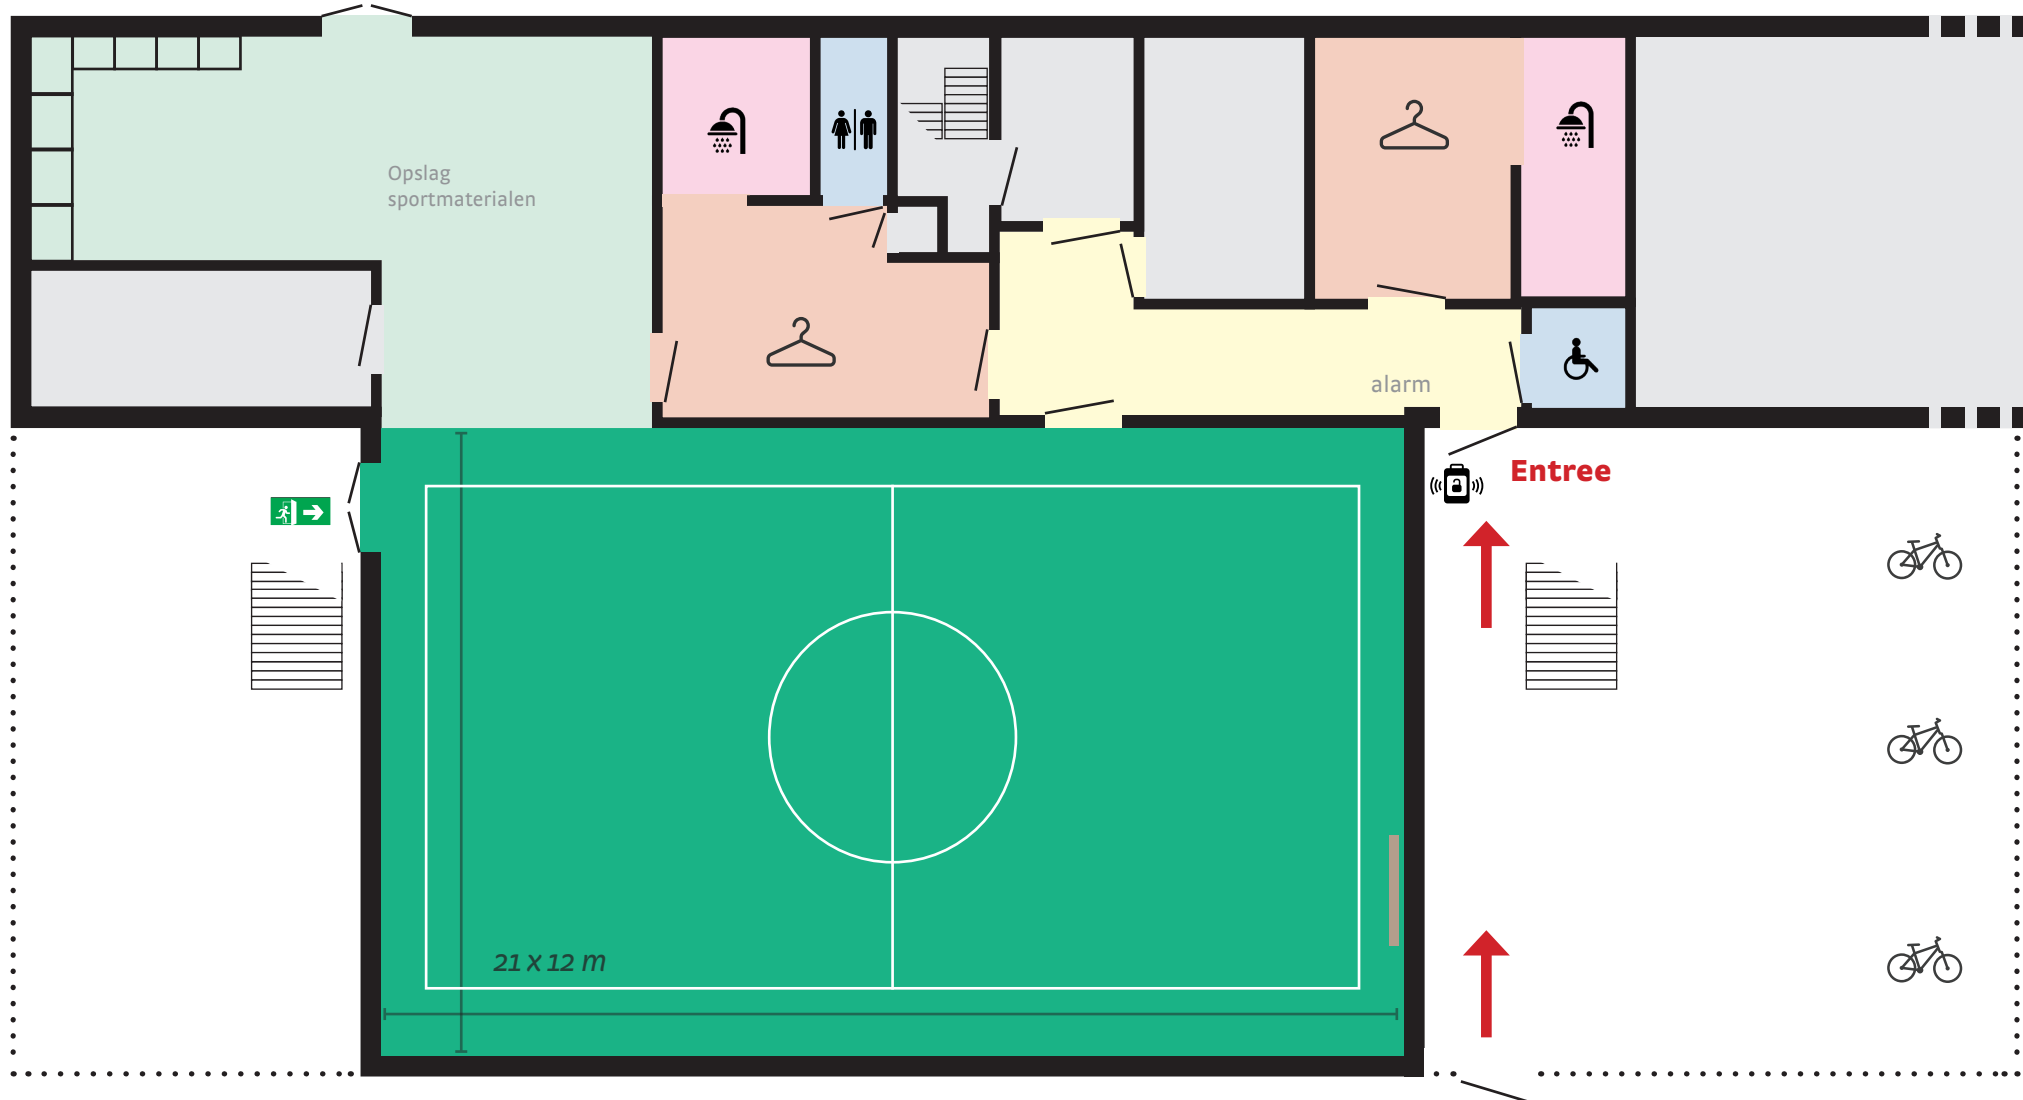 Opslag
sportmaterialen
alarm
Entree
21 x 12 m